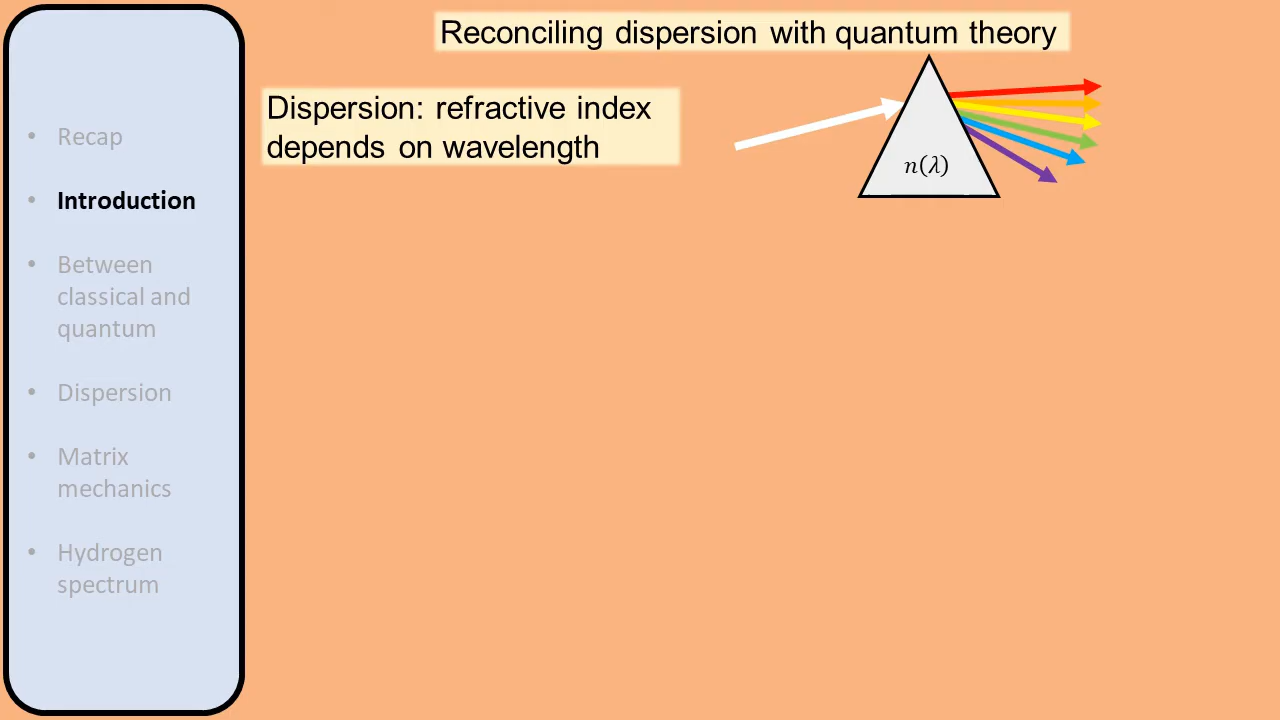 Reconciling dispersion with quantum theory
Dispersion: refractive index
depends on wavelength
n(λ)
• Recap
• Introduction
• Between
classical and
quantum
• Dispersion
• Matrix
mechanics
• Hydrogen
spectrum